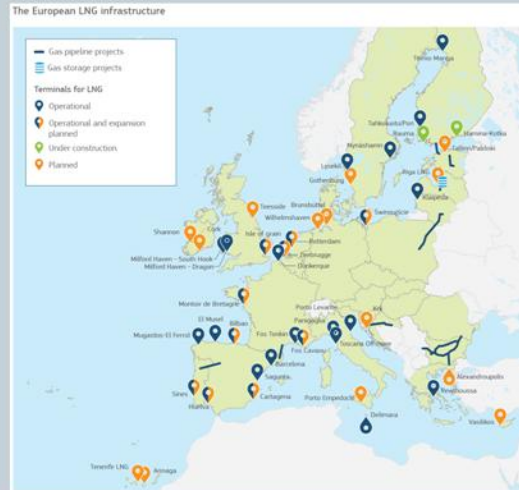 The European LNG infrastructure
Gas pipeline projects
Gas storage projects
Terminals for LNG
Operational
Operational and expansion
planned
Under construction
Planned
Tornio Manga
Tahkoluoto/Pori
Rauma
Hamina-Kotka
Tallinn/Paldiski
Nynäshamn
Lysekil
Gothenburg
Riga LNG
Klaipeda
Teesside
Brunsbüttel
Wilhelmshaven
Swinoujscie
Shannon
Cork
Isle of grain
Rotterdam
Zeebrugge
Dunkerque
Milford Haven - South Hook
Milford Haven - Dragon
Montoir de Bretagne
Porto Levante
Krk
Panigaglia
El Musel
Bilbao
Fos Tonkin
Mugardos-El Ferrol
Toscana Offshore
Fos Cavaou
Barcelona
Sagunto
Alexandroupolis
Revithoussa
Sines
Huelva
Cartagena
Porto Empedocle
Delimara
Vasilikos
Tenerife LNG
Arinaga